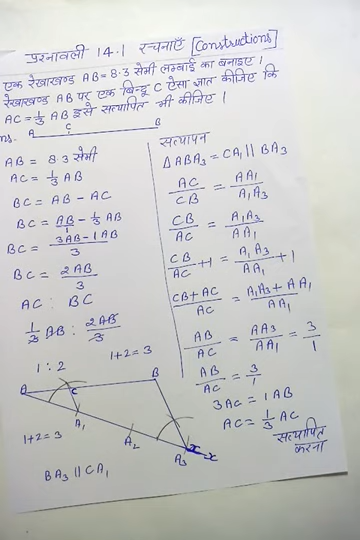 प्रश्नावली 14.1 रचनाएँ [Constructions]
एक रेखाखण्ड AB = 8.3 सेमी लम्बाई का बनाइए।
रेखाखण्ड AB पर एक बिन्दू C ऐसा ज्ञात कीजिए कि
AC = 1/3 AB इसे सत्यापित भी कीजिए।
ns. A C B
AB = 8.3 सेमी
AC = 1/3 AB
BC = AB - AC
BC = AB/1 - 1/3 AB
BC = 3AB - 1AB / 3
BC = 2AB/3
AC : BC
1/3 AB : 2AB/3
1 : 2 1+2=3
C B
A1 A2 A3 x
1+2=3
BA3 || CA1
सत्यापन
△ABA3 = CA1 || BA3
AC/CB = AA1/A1A3
CB/AC = A1A3/AA1
CB/AC + 1 = A1A3/AA1 + 1
CB+AC/AC = A1A3+AA1/AA1
AB/AC = AA3/AA1 = 3/1
AB/AC = 3/1
3AC = 1AB
AC = 1/3 AC
सत्यापित
करना